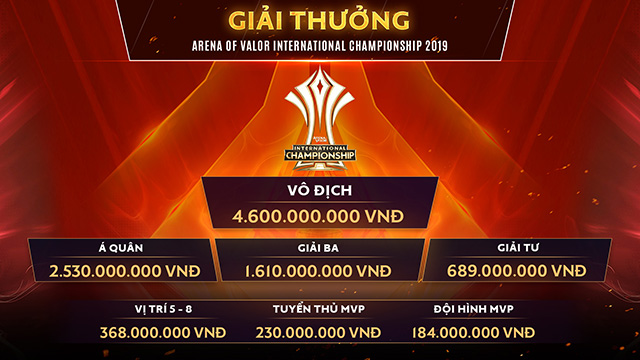 GIẢI THƯỞNG
ARENA OF VALOR INTERNATIONAL CHAMPIONSHIP 2019
ARENA OF VALOR
INTERNATIONAL
CHAMPIONSHIP
VÔ ĐỊCH
4.600.000.000 VNĐ
Á QUÂN
2.530.000.000 VNĐ
GIẢI BA
1.610.000.000 VNĐ
GIẢI TƯ
689.000.000 VNĐ
VỊ TRÍ 5 - 8
368.000.000 VNĐ
TUYỂN THỦ MVP
230.000.000 VNĐ
ĐỘI HÌNH MVP
184.000.000 VNĐ